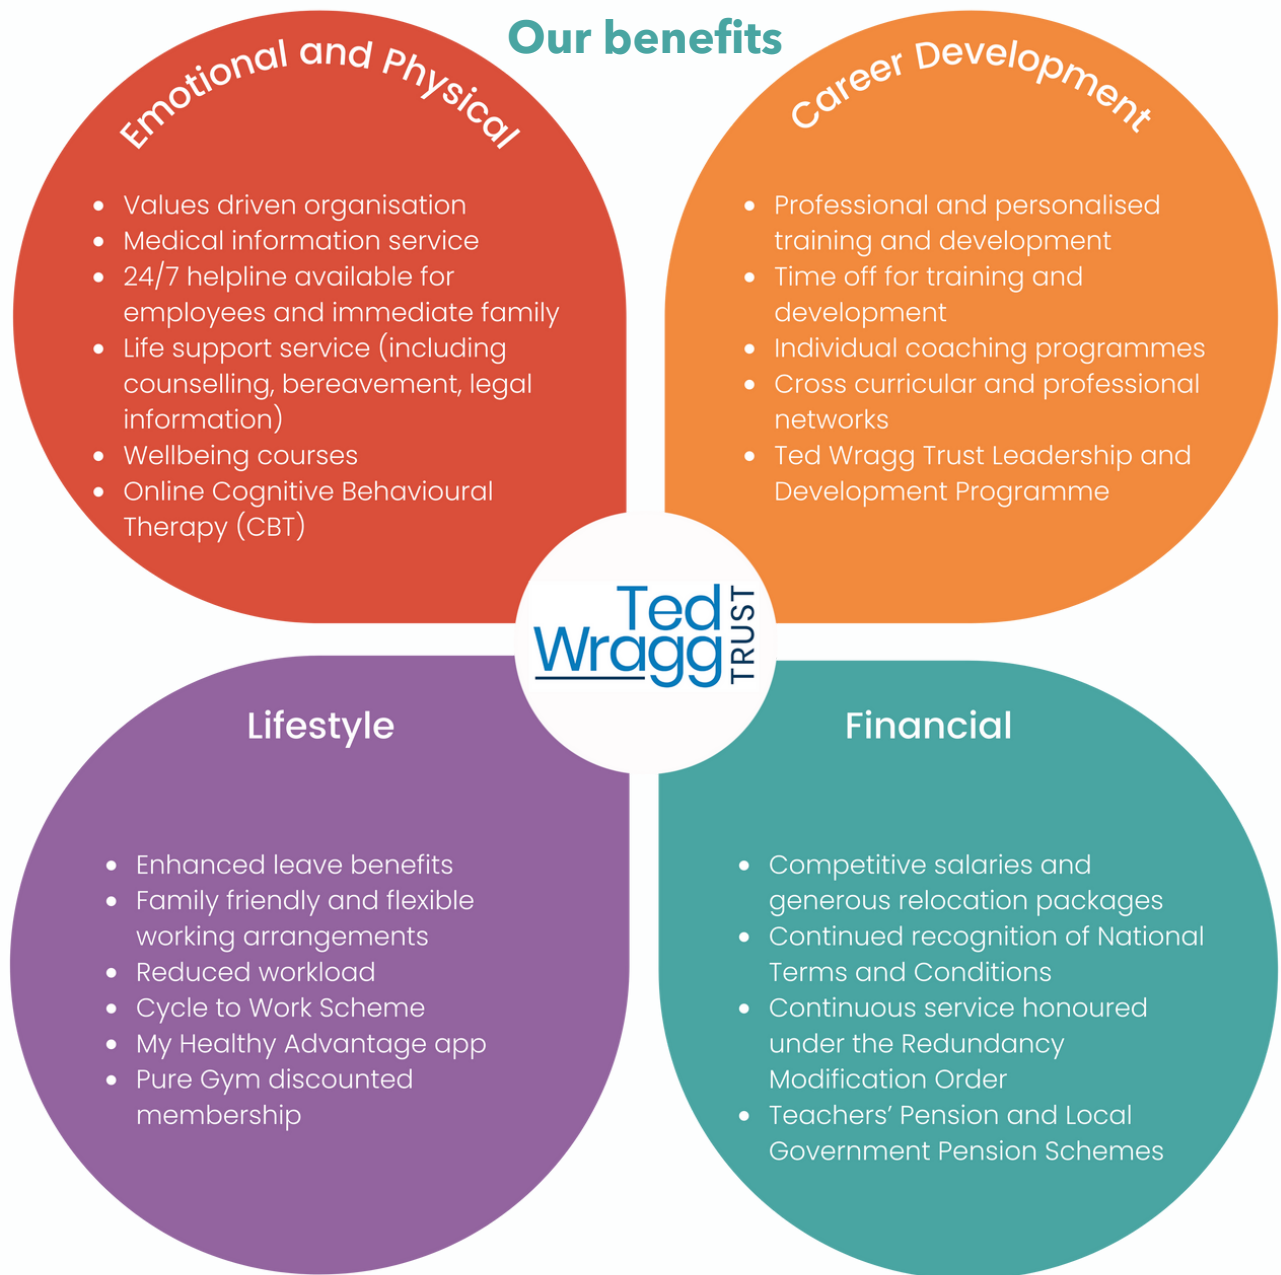 Our benefits
Emotional and Physical
• Values driven organisation
• Medical information service
• 24/7 helpline available for
employees and immediate family
• Life support service (including
counselling, bereavement, legal
information)
• Wellbeing courses
• Online Cognitive Behavioural
Therapy (CBT)
Career Development
• Professional and personalised
training and development
• Time off for training and
development
• Individual coaching programmes
• Cross curricular and professional
networks
• Ted Wragg Trust Leadership and
Development Programme
Ted
Wragg
TRUST
Lifestyle
• Enhanced leave benefits
• Family friendly and flexible
working arrangements
• Reduced workload
• Cycle to Work Scheme
• My Healthy Advantage app
• Pure Gym discounted
membership
Financial
• Competitive salaries and
generous relocation packages
• Continued recognition of National
Terms and Conditions
• Continuous service honoured
under the Redundancy
Modification Order
• Teachers’ Pension and Local
Government Pension Schemes